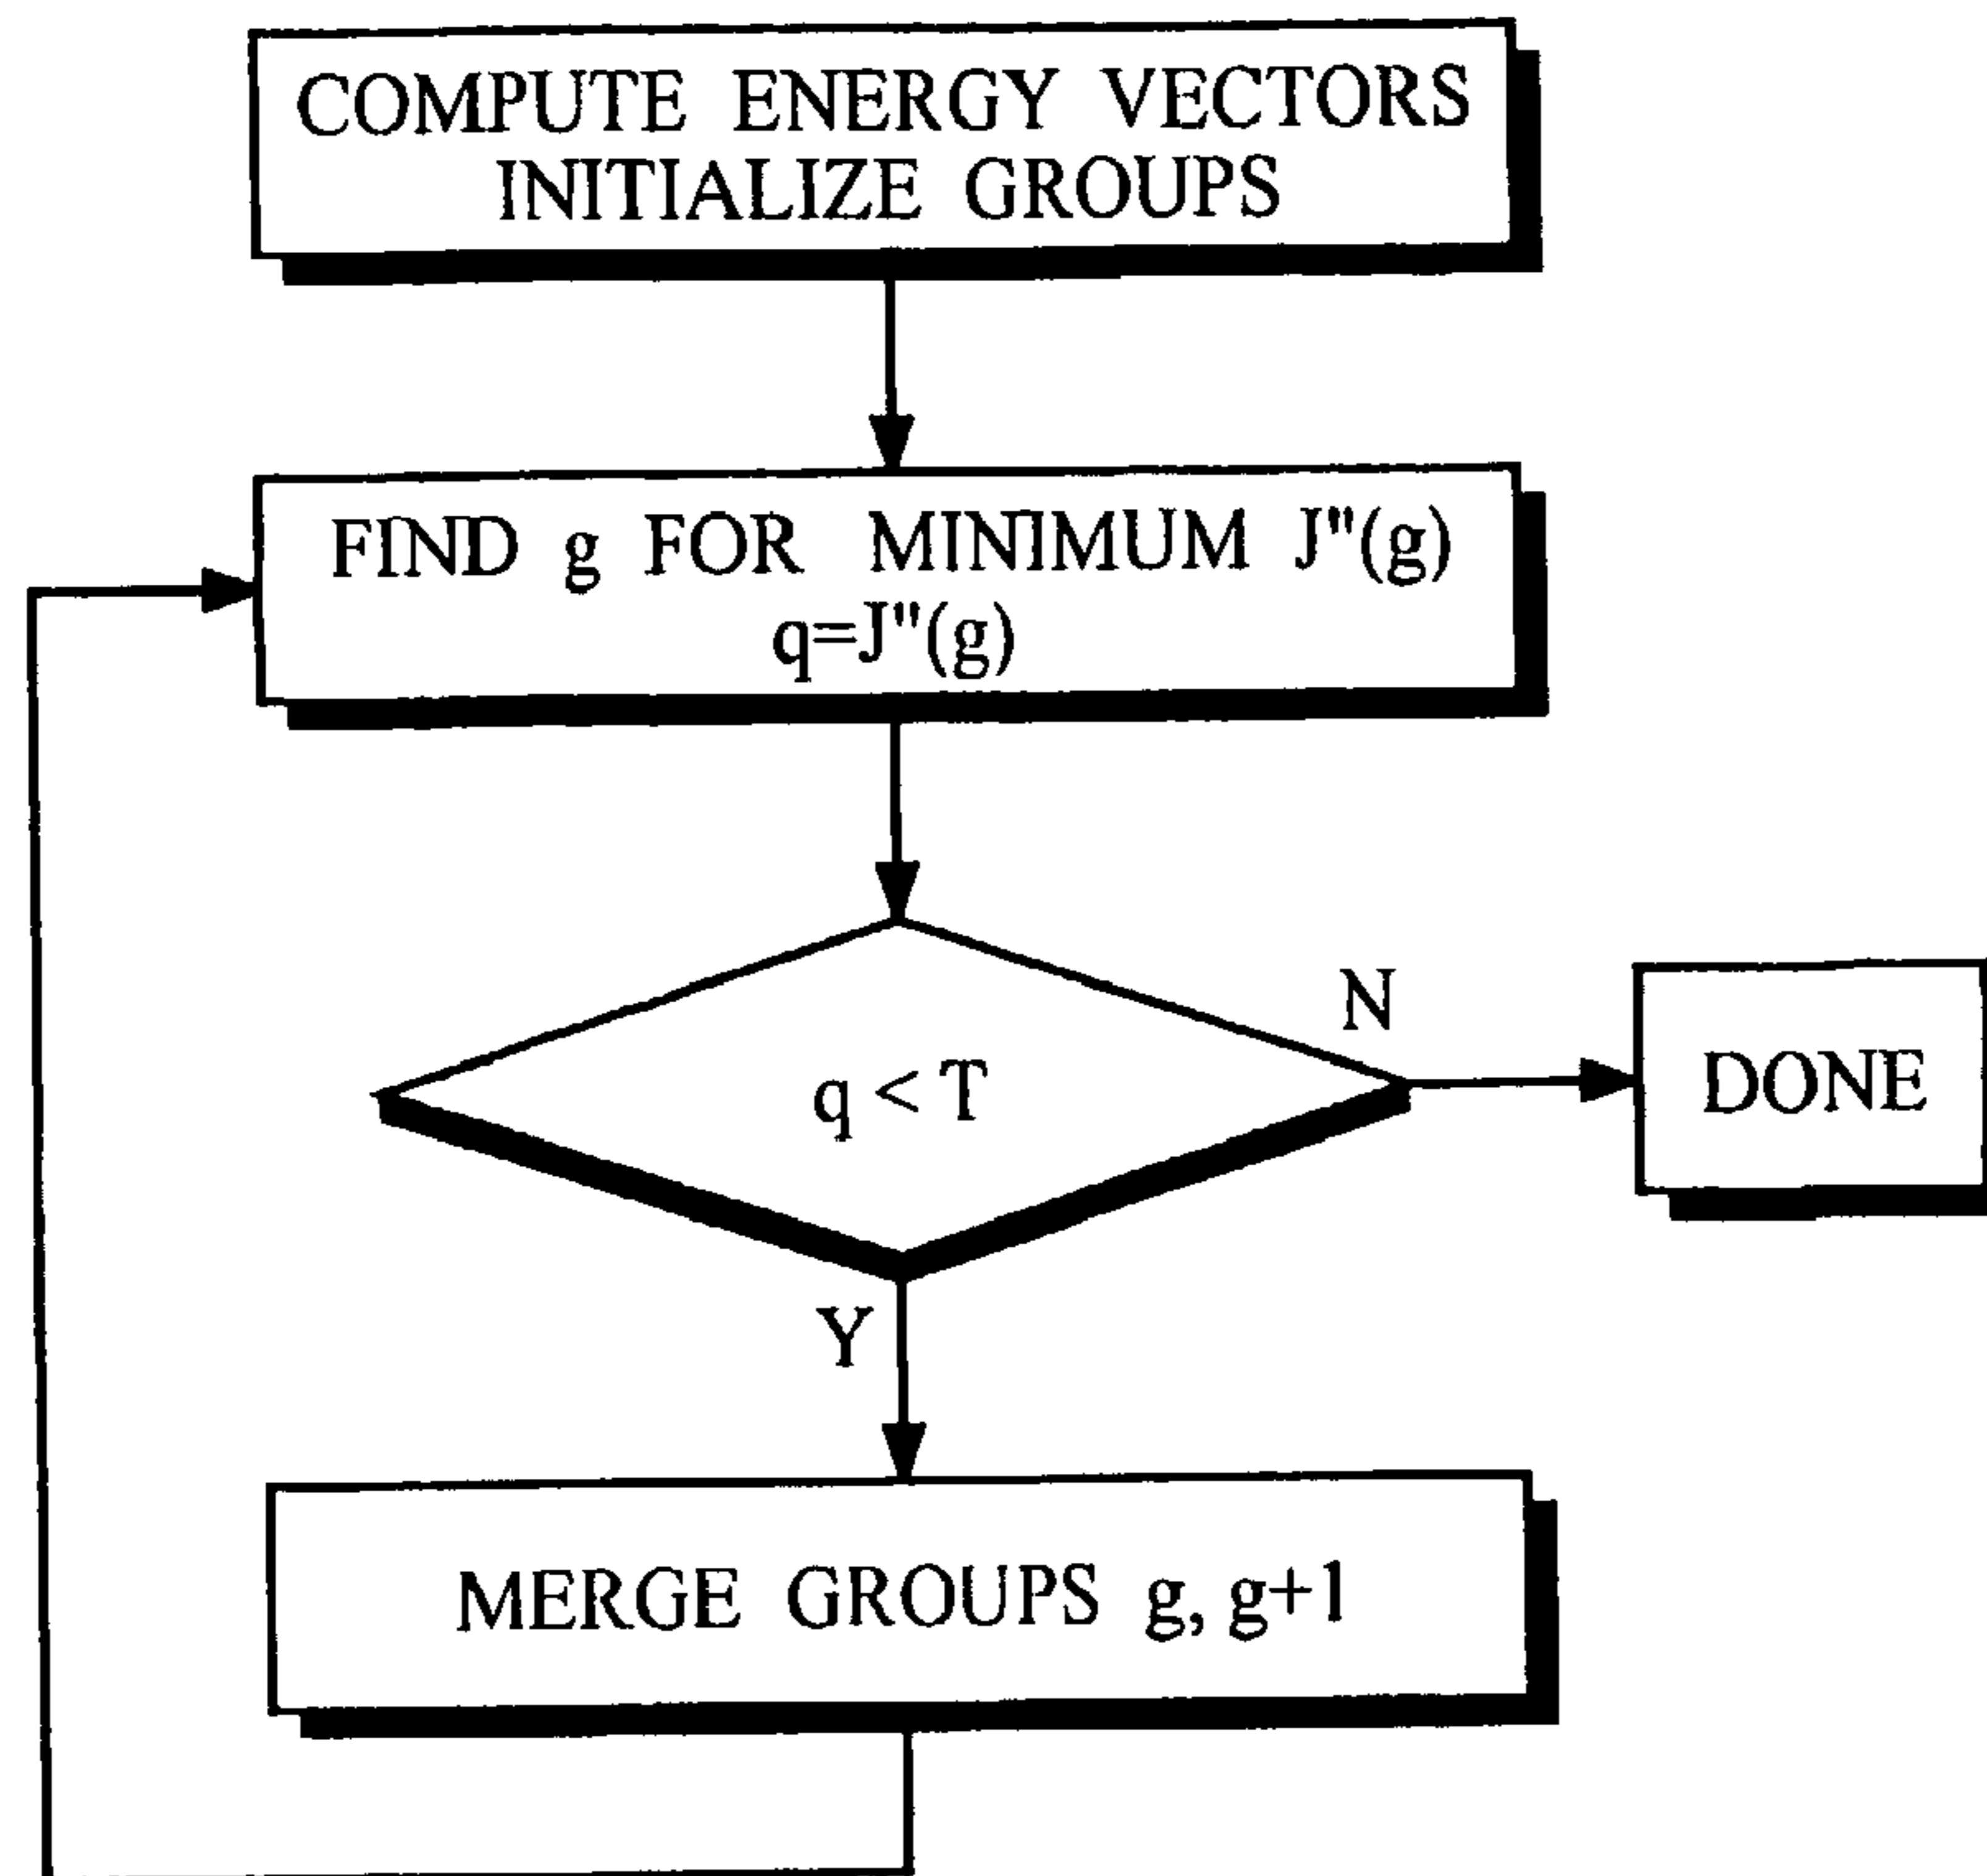 COMPUTE ENERGY VECTORS
INITIALIZE GROUPS
FIND g FOR MINIMUM J"(g)
q=J"(g)
q < T
N
DONE
Y
MERGE GROUPS g, g+1